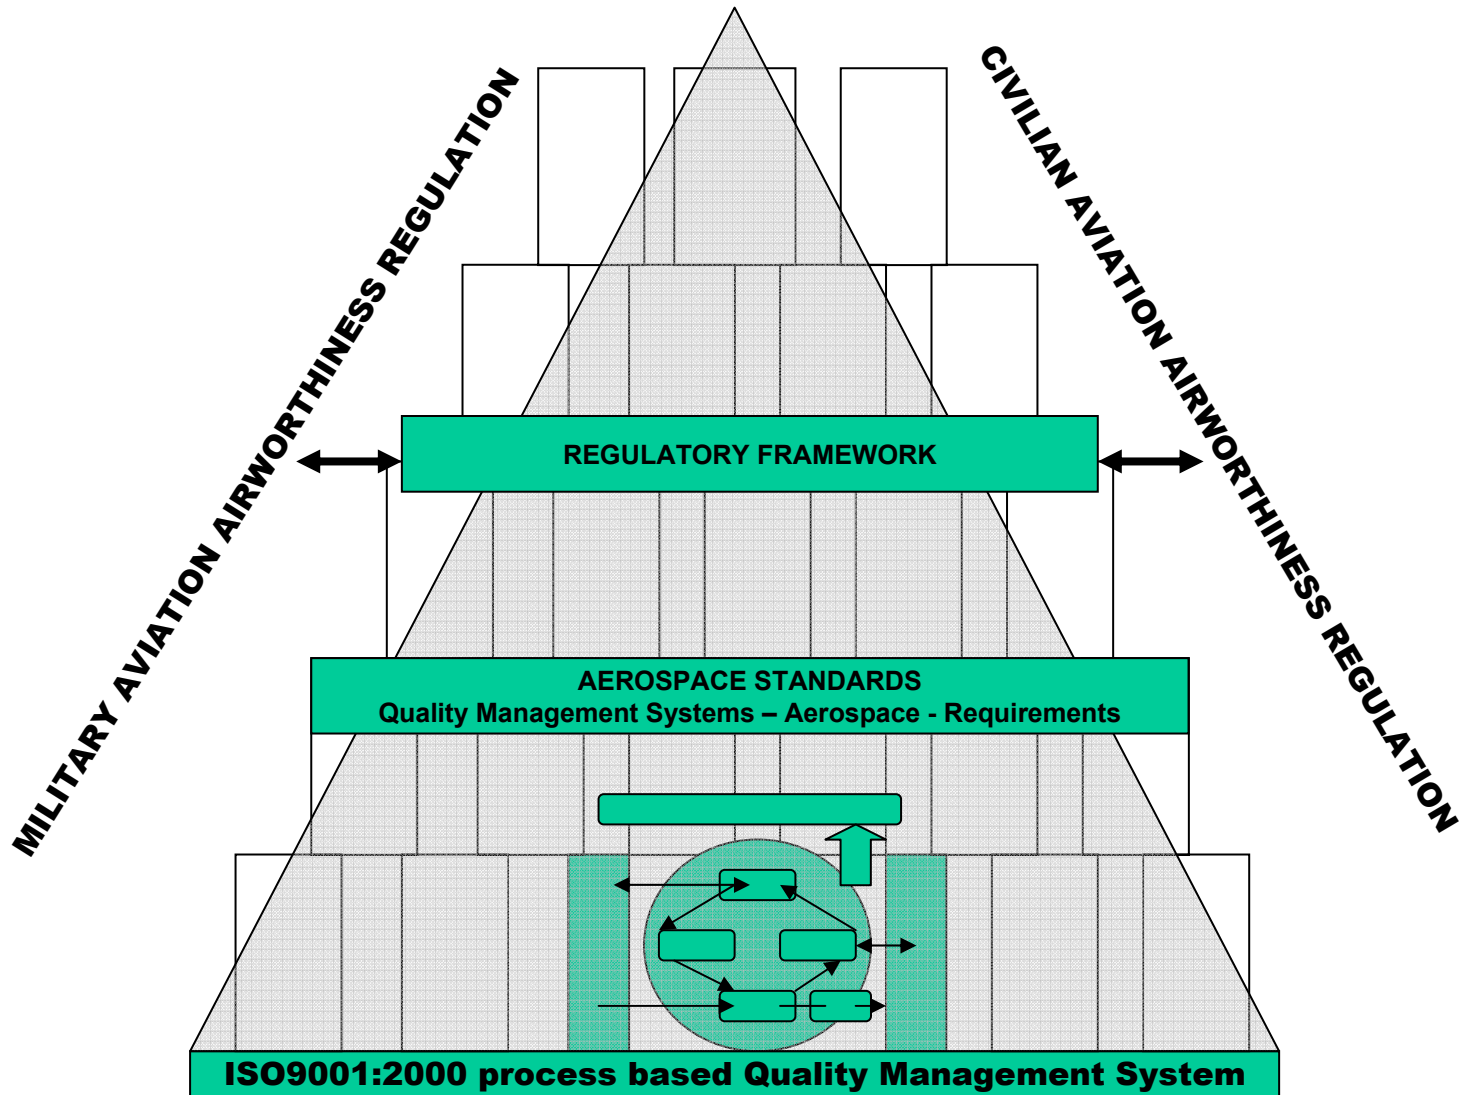 MILITARY AVIATION AIRWORTHINESS REGULATION
CIVILIAN AVIATION AIRWORTHINESS REGULATION
REGULATORY FRAMEWORK
AEROSPACE STANDARDS
Quality Management Systems – Aerospace - Requirements
ISO9001:2000 process based Quality Management System